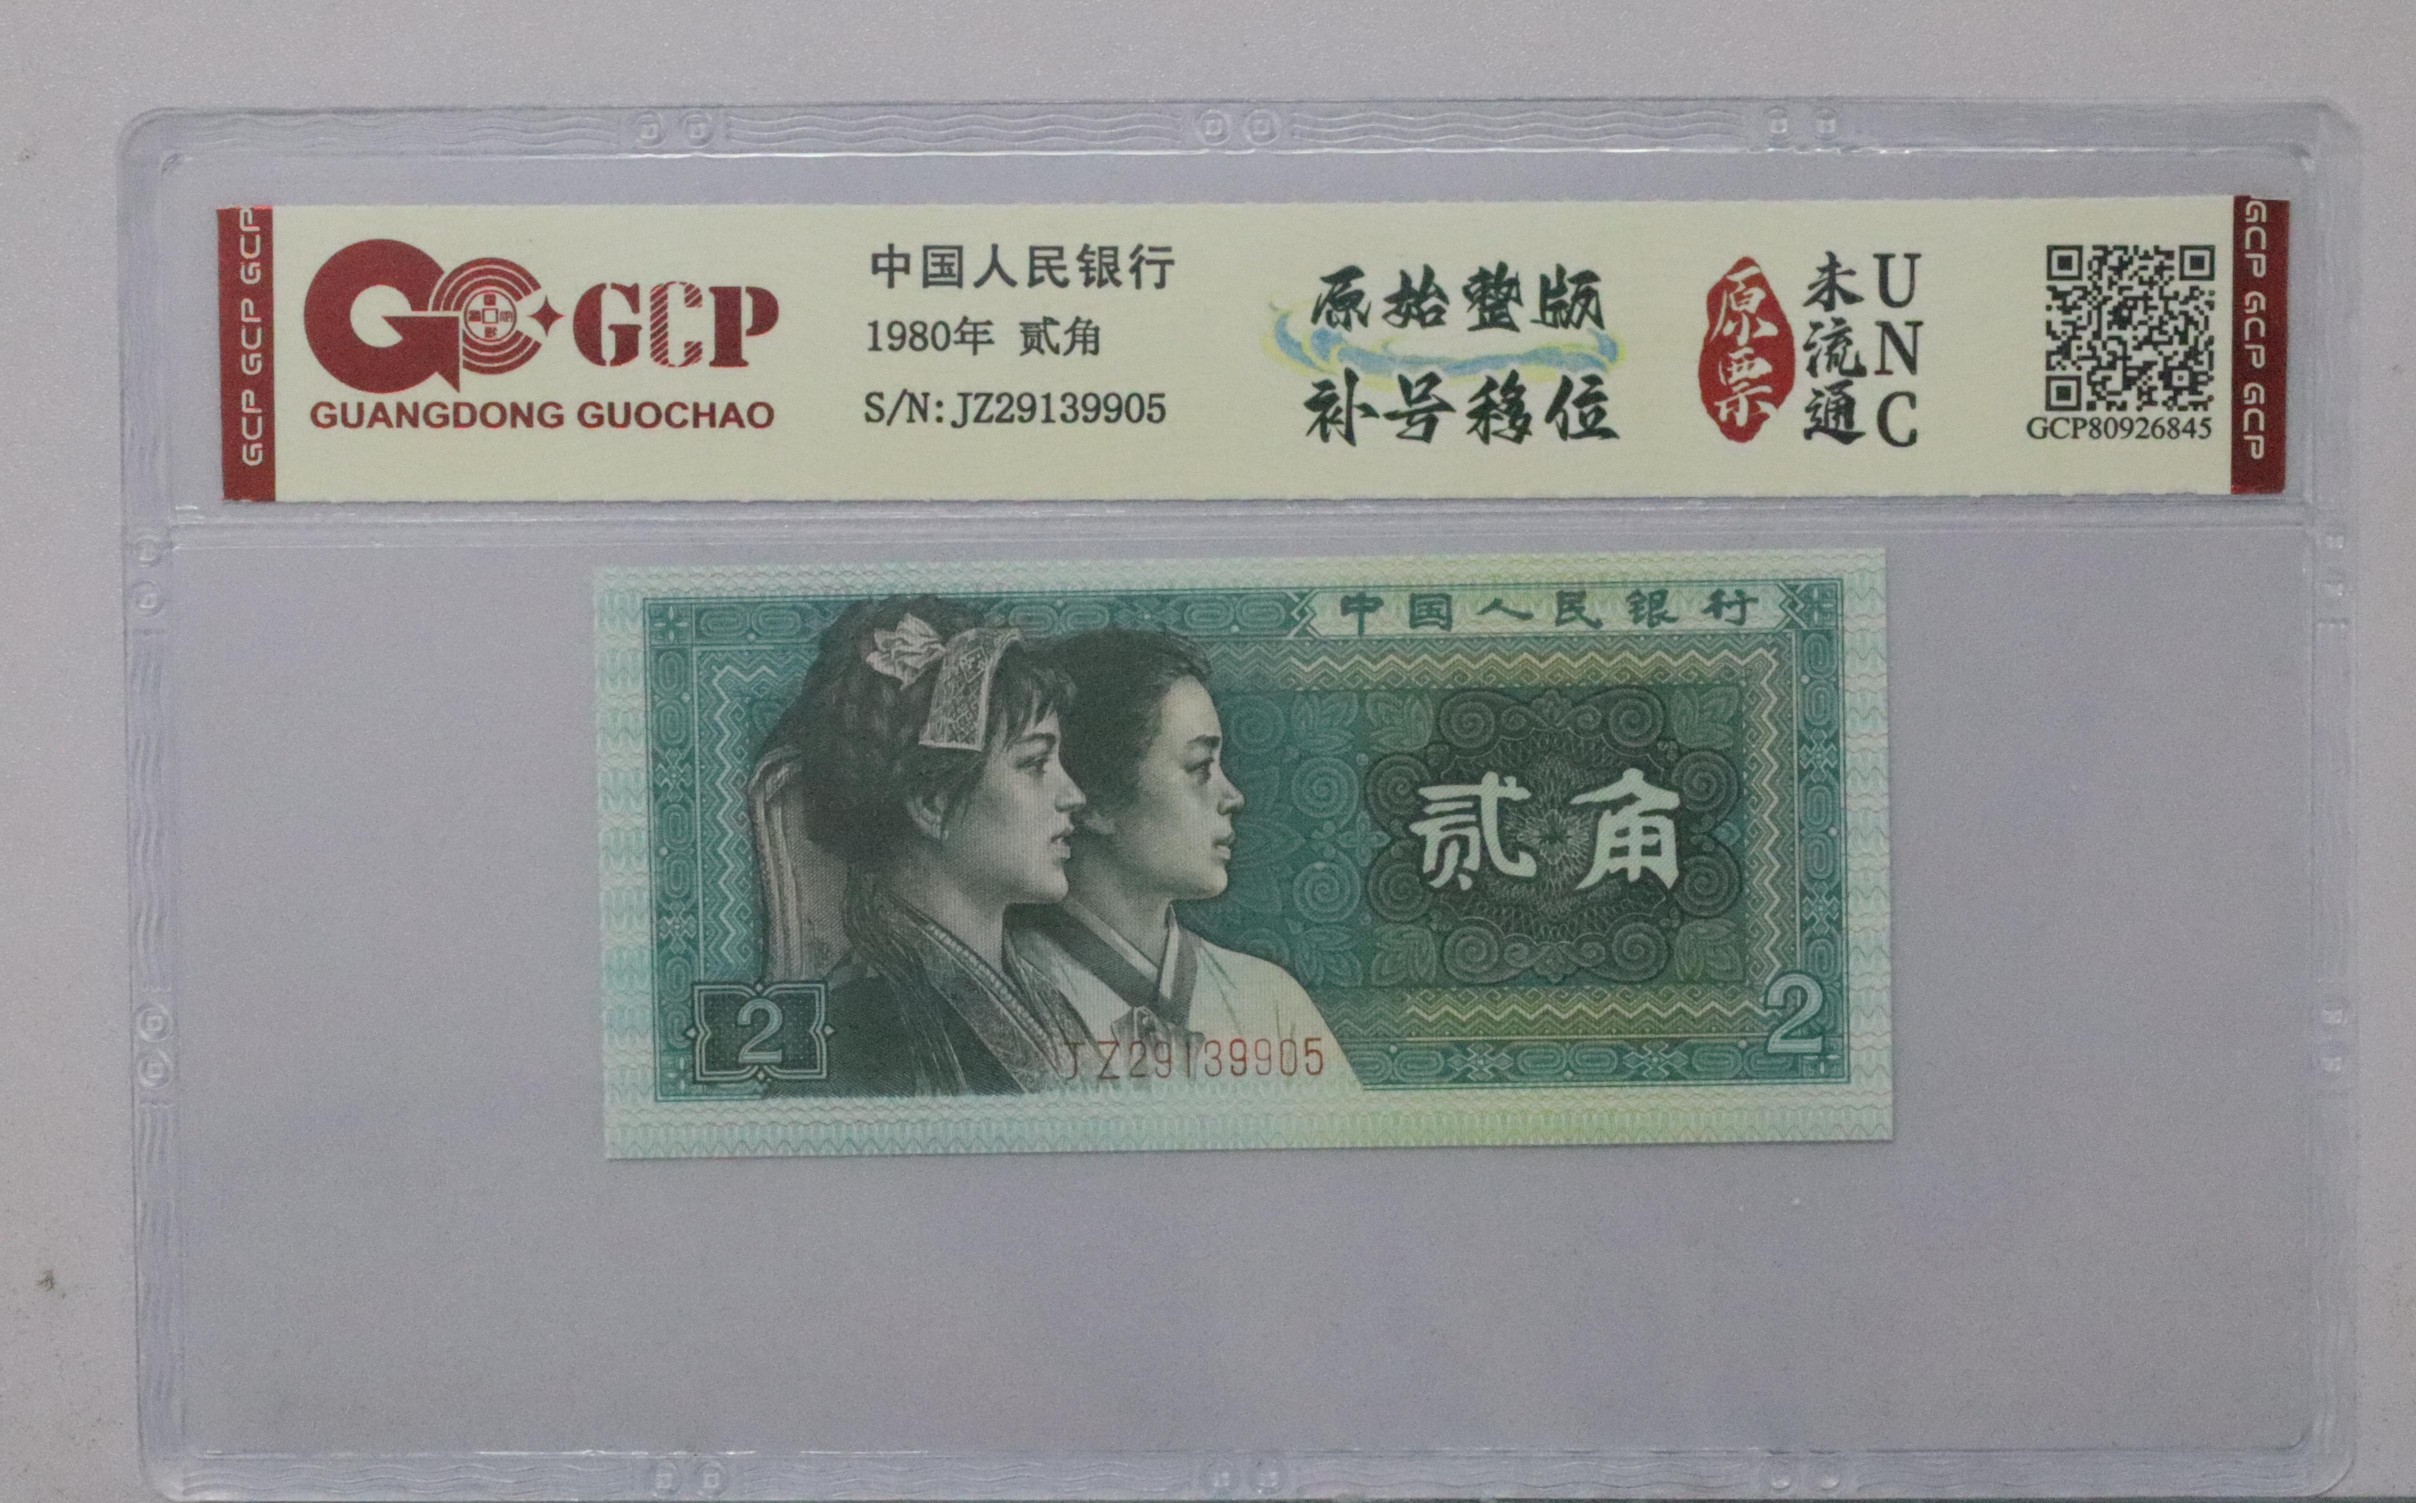 GCP GCP GCP
GCP
GUANGDONG GUOCHAO
中国人民银行
1980年 贰角
S/N:JZ29139905
原始整版
补号移位
原票
未流通
UNC
GCP80926845
GCP GCP GCP
中国人民银行
贰角
2
JZ29139905
2